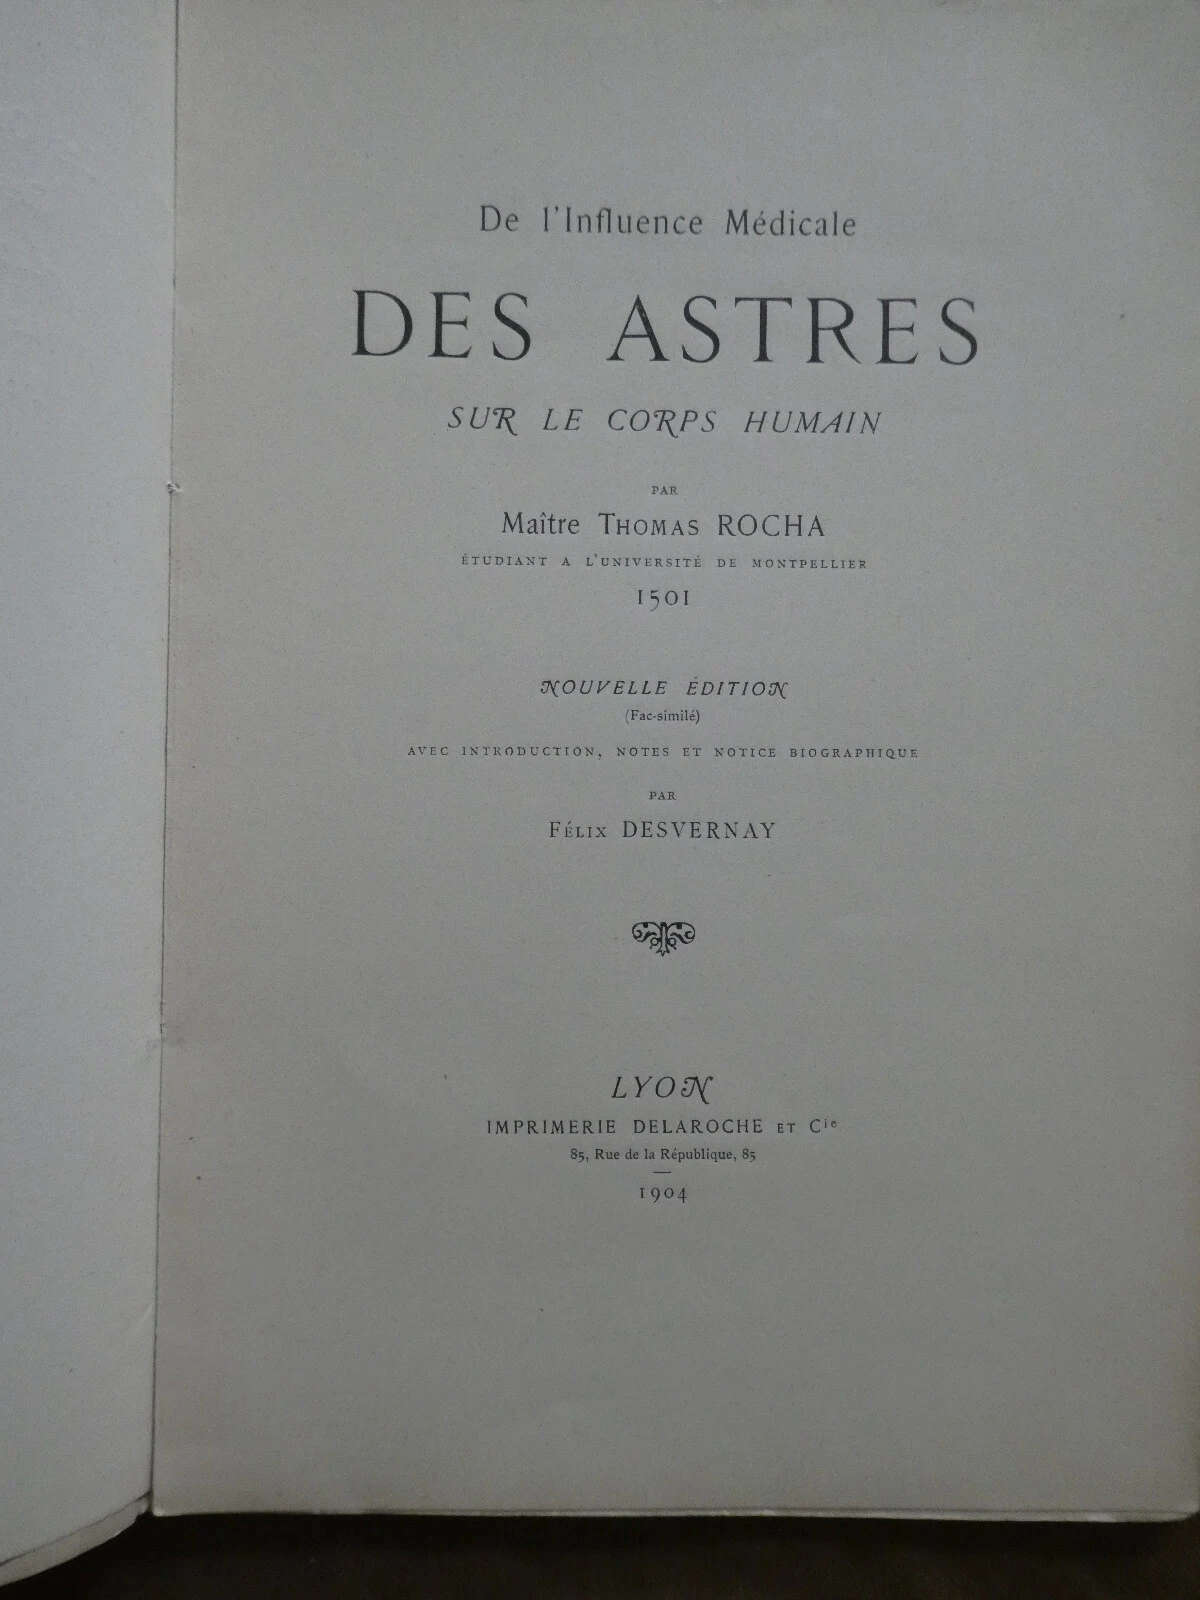 De l'Influence Médicale
DES ASTRES
SUR LE CORPS HUMAIN
PAR
Maître THOMAS ROCHA
ÉTUDIANT A L'UNIVERSITÉ DE MONTPELLIER
1501
NOUVELLE ÉDITION
(Fac-similé)
AVEC INTRODUCTION, NOTES ET NOTICE BIOGRAPHIQUE
PAR
FÉLIX DESVERNAY
LYON
IMPRIMERIE DELAROCHE ET Cie
85, Rue de la République, 85
1904